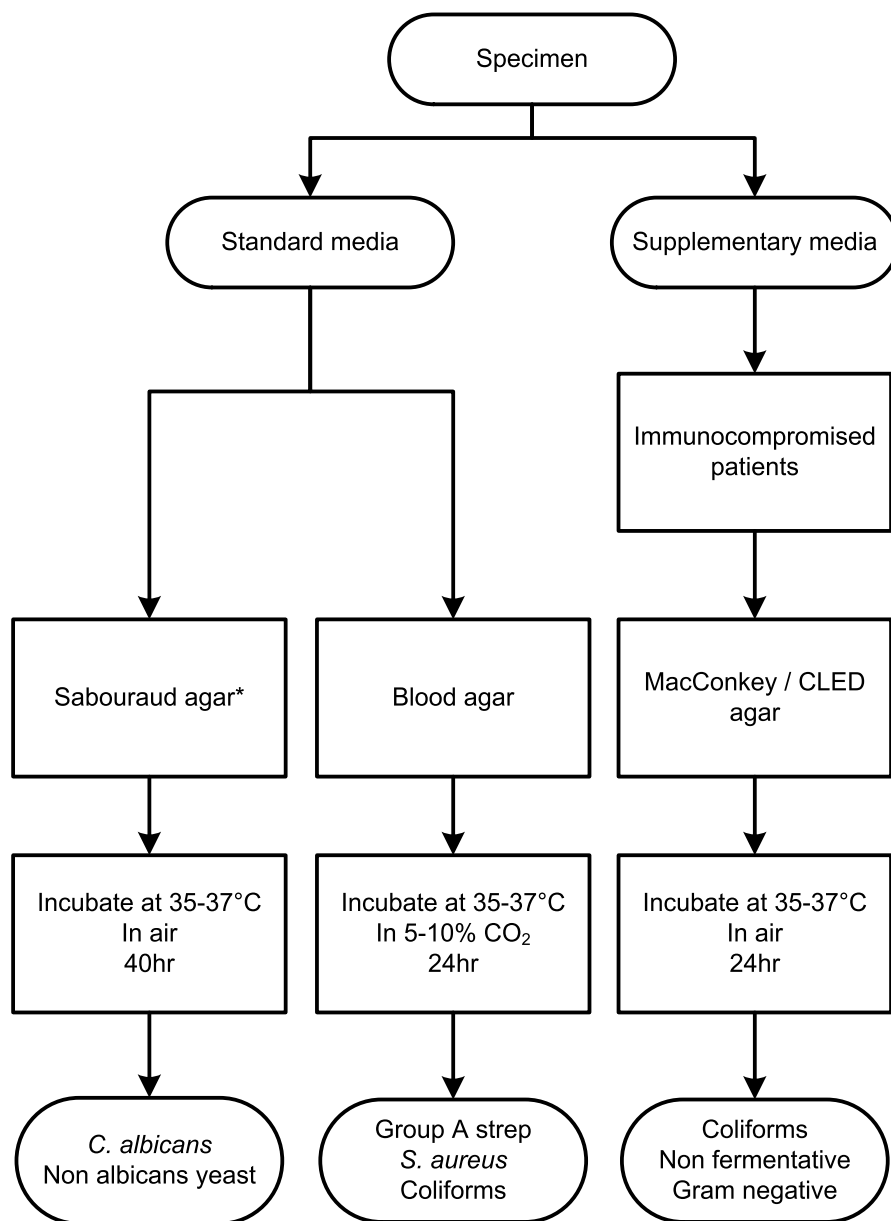 Specimen
Standard media
Supplementary media
Immunocompromised
patients
Sabouraud agar*
Blood agar
MacConkey / CLED
agar
Incubate at 35-37°C
In air
40hr
Incubate at 35-37°C
In 5-10% CO₂
24hr
Incubate at 35-37°C
In air
24hr
C. albicans
Non albicans yeast
Group A strep
S. aureus
Coliforms
Coliforms
Non fermentative
Gram negative